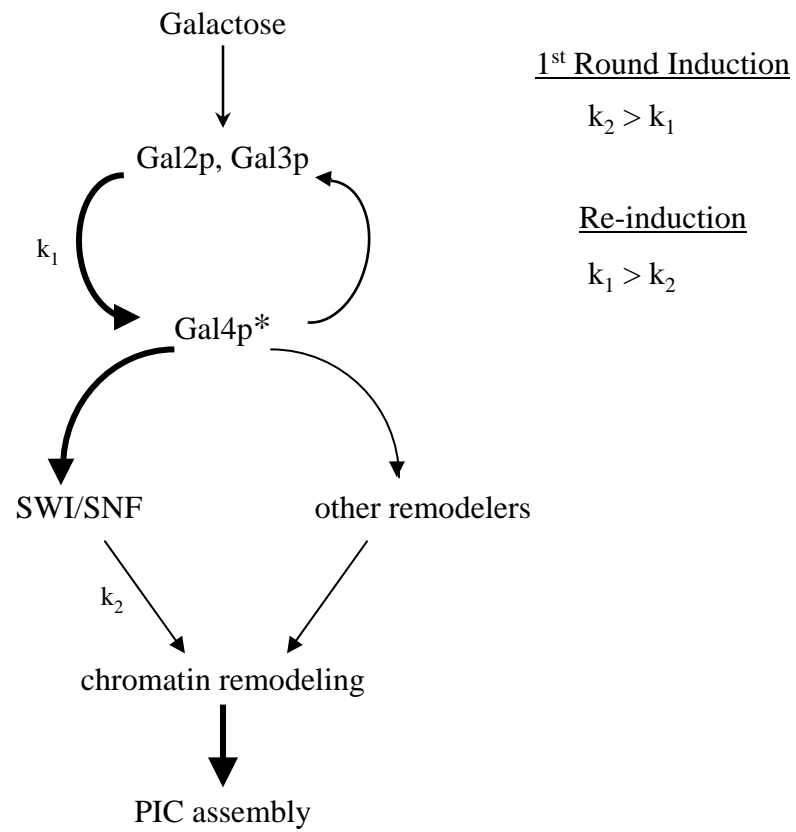 Galactose
1st Round Induction
k2 > k1
Gal2p, Gal3p
Re-induction
k1
k1 > k2
Gal4p*
SWI/SNF
other remodelers
k2
chromatin remodeling
PIC assembly